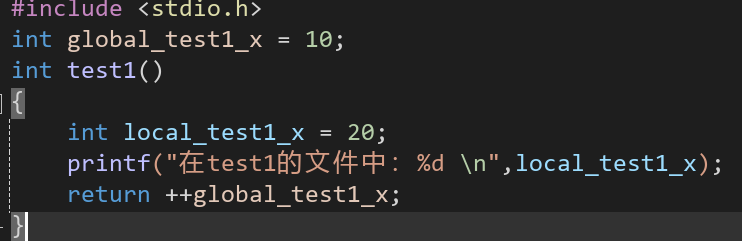 #include <stdio.h>
int global_test1_x = 10;
int test1()
{
int local_test1_x = 20;
printf("在test1的文件中：%d \n",local_test1_x);
return ++global_test1_x;
}